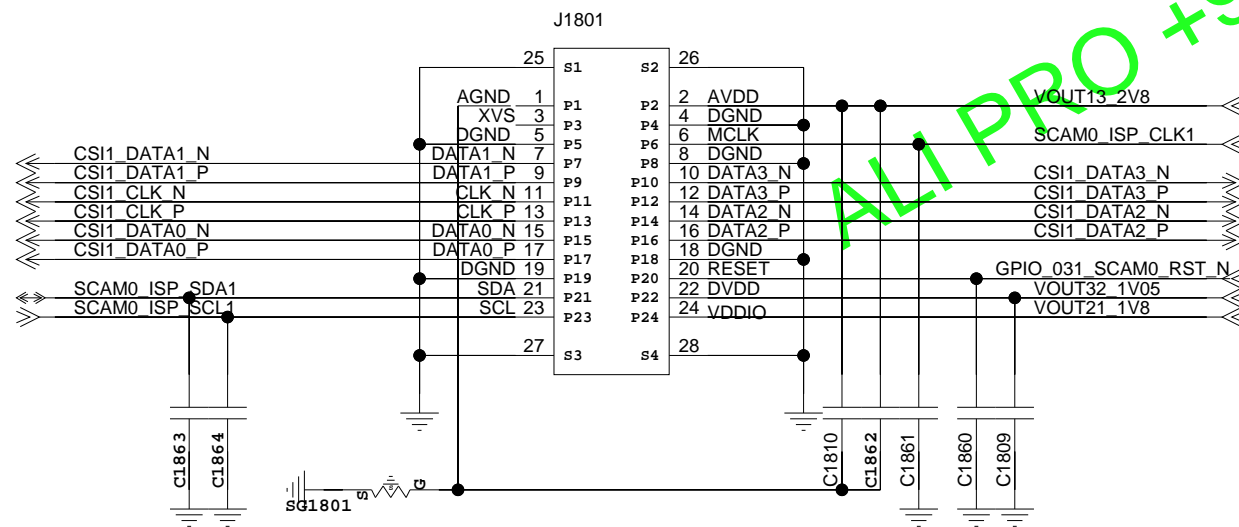 J1801
25 S1 S2 26
AGND 1 P1 P2 2 AVDD VOUT13_2V8
XVS 3 P3 P4 4 DGND
DGND 5 P5 P6 6 MCLK SCAM0_ISP_CLK1
CSI1_DATA1_N DATA1_N 7 P7 P8 8 DGND
CSI1_DATA1_P DATA1_P 9 P9 P10 10 DATA3_N CSI1_DATA3_N
CSI1_CLK_N CLK_N 11 P11 P12 12 DATA3_P CSI1_DATA3_P
CSI1_CLK_P CLK_P 13 P13 P14 14 DATA2_N CSI1_DATA2_N
CSI1_DATA0_N DATA0_N 15 P15 P16 16 DATA2_P CSI1_DATA2_P
CSI1_DATA0_P DATA0_P 17 P17 P18 18 DGND
DGND 19 P19 P20 20 RESET GPIO_031_SCAM0_RST_N
SCAM0_ISP_SDA1 SDA 21 P21 P22 22 DVDD VOUT32_1V05
SCAM0_ISP_SCL1 SCL 23 P23 P24 24 VDDIO VOUT21_1V8
27 S3 S4 28
C1863 C1864 C1810 C1862 C1861 C1860 C1809
S G
SG1801
ALI PRO +9